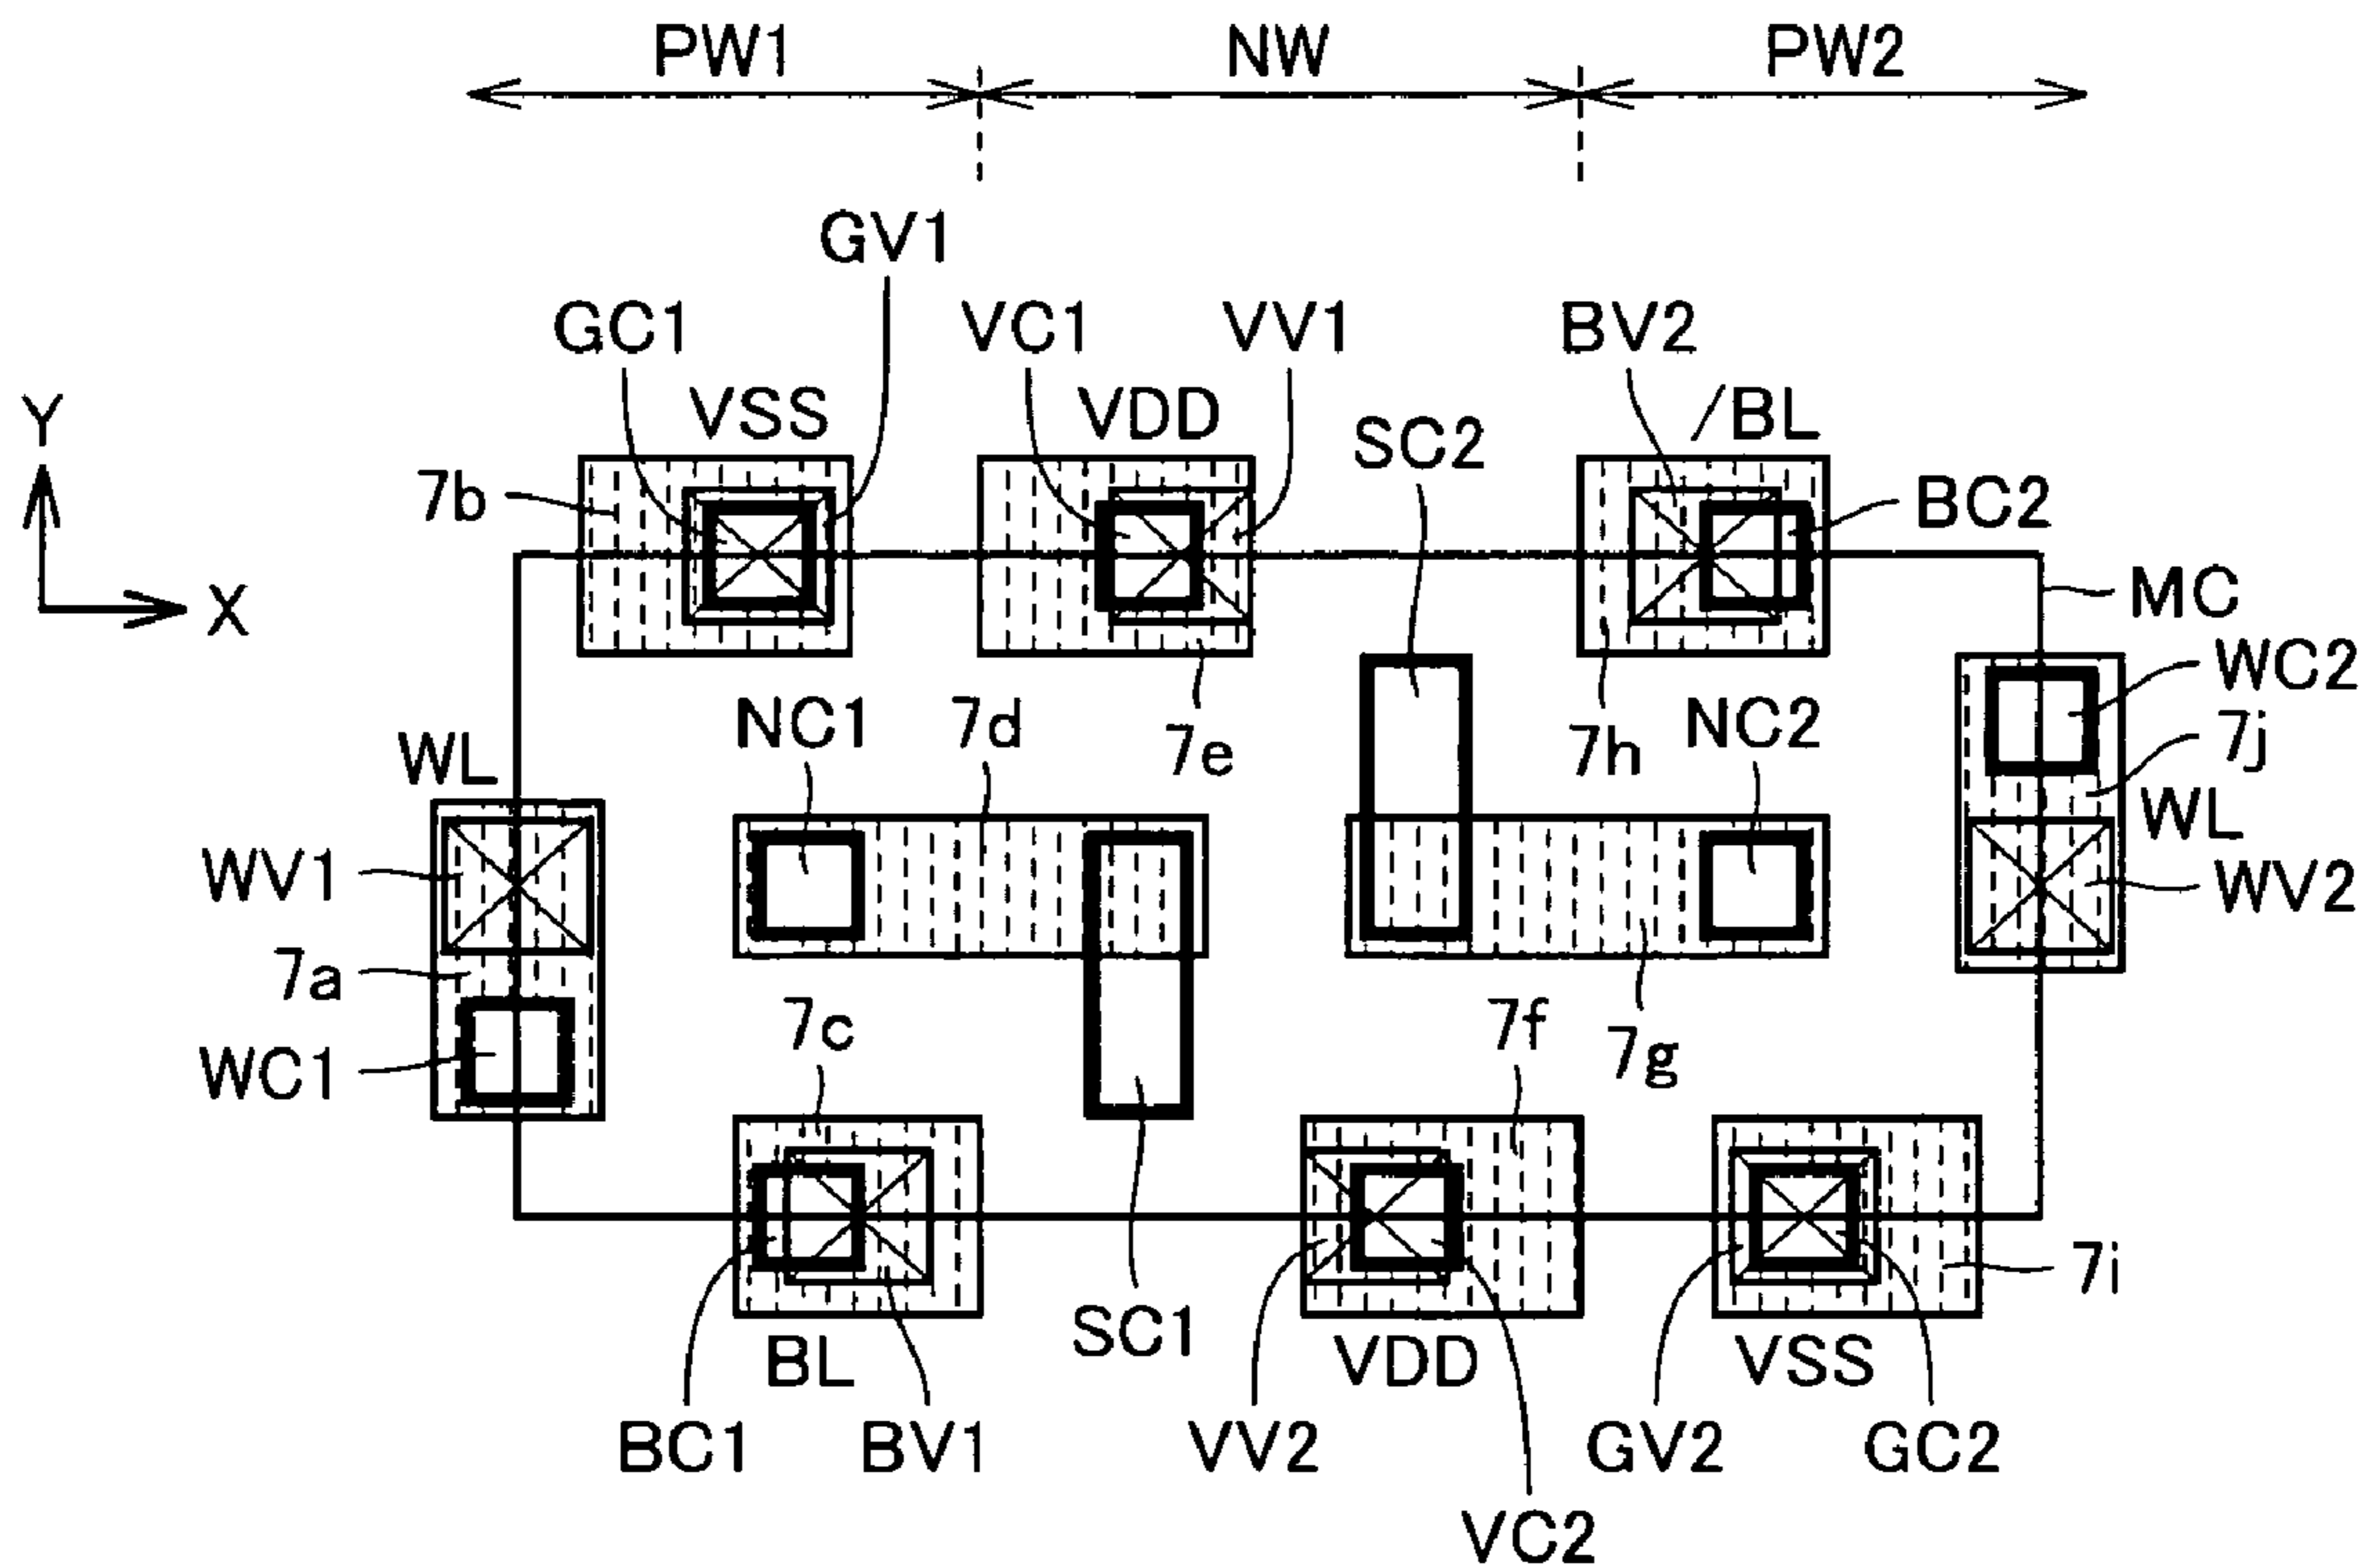 PW1 NW PW2
GV1
GC1 VC1 VV1 BV2
VSS VDD SC2 /BL
Y 7b BC2
X MC
WC2
NC1 7d 7e 7h NC2 7j
WL
WL
WV1 WV2
7a
7c 7f 7g
WC1
7i
SC1
BL VDD VSS
BC1 BV1 VV2 GV2 GC2
VC2